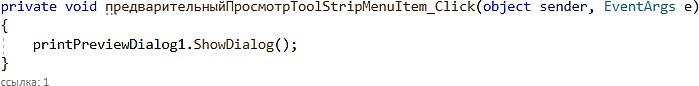 private void предварительныйПросмотрToolStripMenuItem_Click(object sender, EventArgs e)
{
printPreviewDialog1.ShowDialog();
}
ссылка: 1